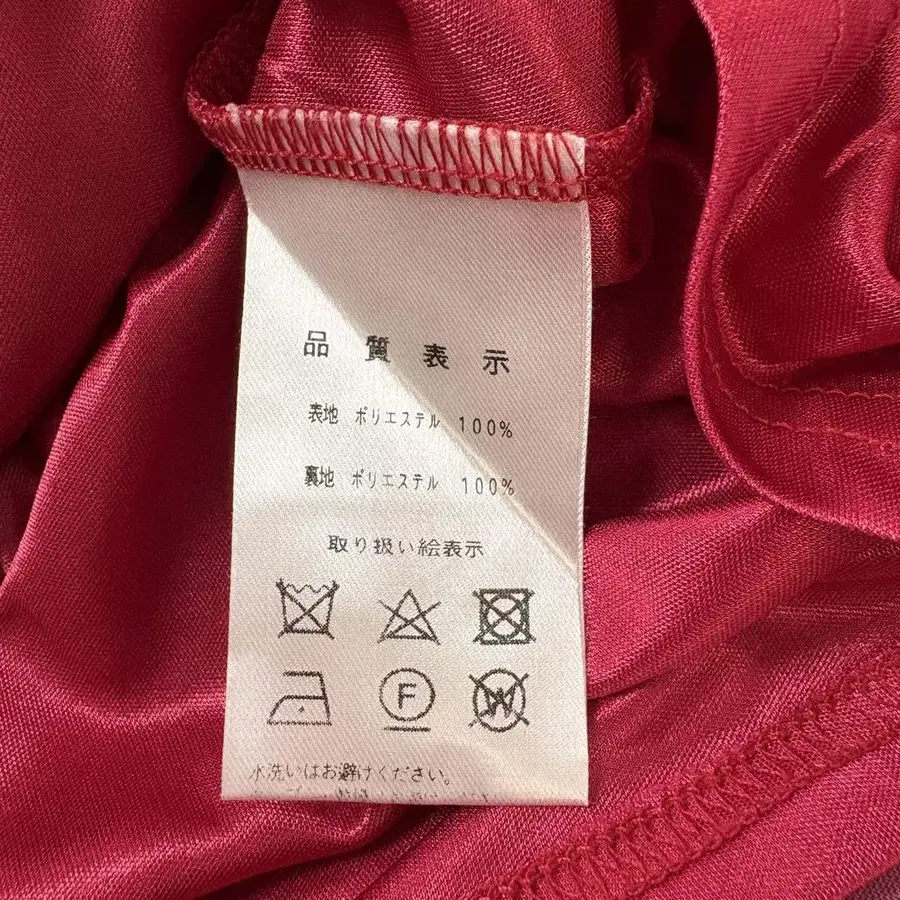 品質表示
表地 ポリエステル 100%
裏地 ポリエステル 100%
取り扱い絵表示
F W
水洗いはお避けください。